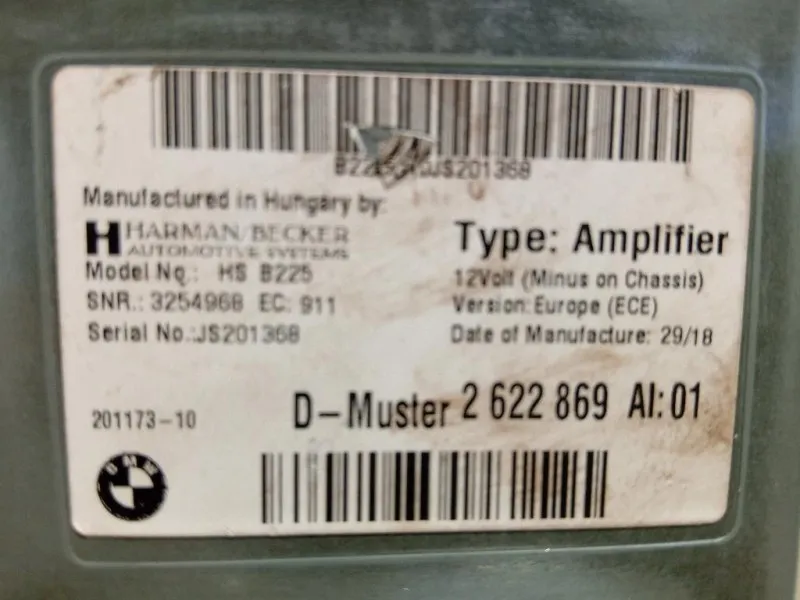 JS201368
Manufactured in Hungary by:
HARMAN/BECKER
AUTOMOTIVE SYSTEMS
Type: Amplifier
Model No.: HS B225
12Volt (Minus on Chassis)
SNR.: 3254968 EC: 911
Version: Europe (ECE)
Serial No.:JS201368
Date of Manufacture: 29/18
201173-10
D-Muster 2 622 869 AI:01
BMW